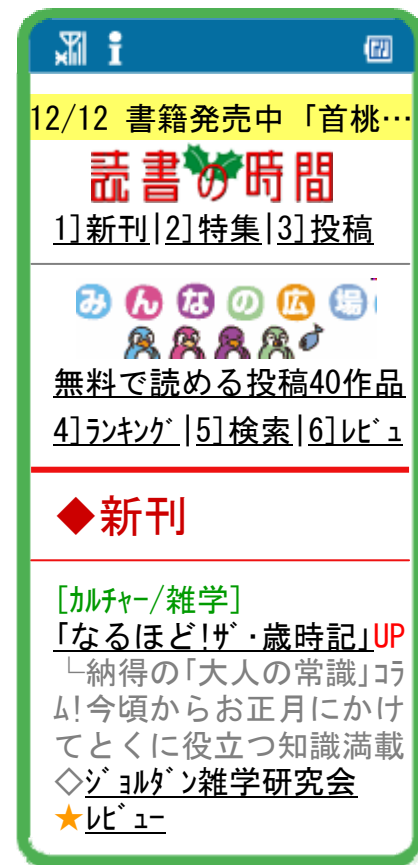 12/12 書籍発売中「首桃…
読書の時間
1]新刊|2]特集|3]投稿
みんなの広場
無料で読める投稿40作品
4]ﾗﾝｷﾝｸﾞ|5]検索|6]ﾚﾋﾞｭ
◆新刊
[ｶﾙﾁｬｰ/雑学]
「なるほど!ｻﾞ・歳時記」UP
└納得の「大人の常識」ｺﾗ
ﾑ!今頃からお正月にかけ
てとくに役立つ知識満載
◇ｼﾞｮﾙﾀﾞﾝ雑学研究会
★ﾚﾋﾞｭｰ